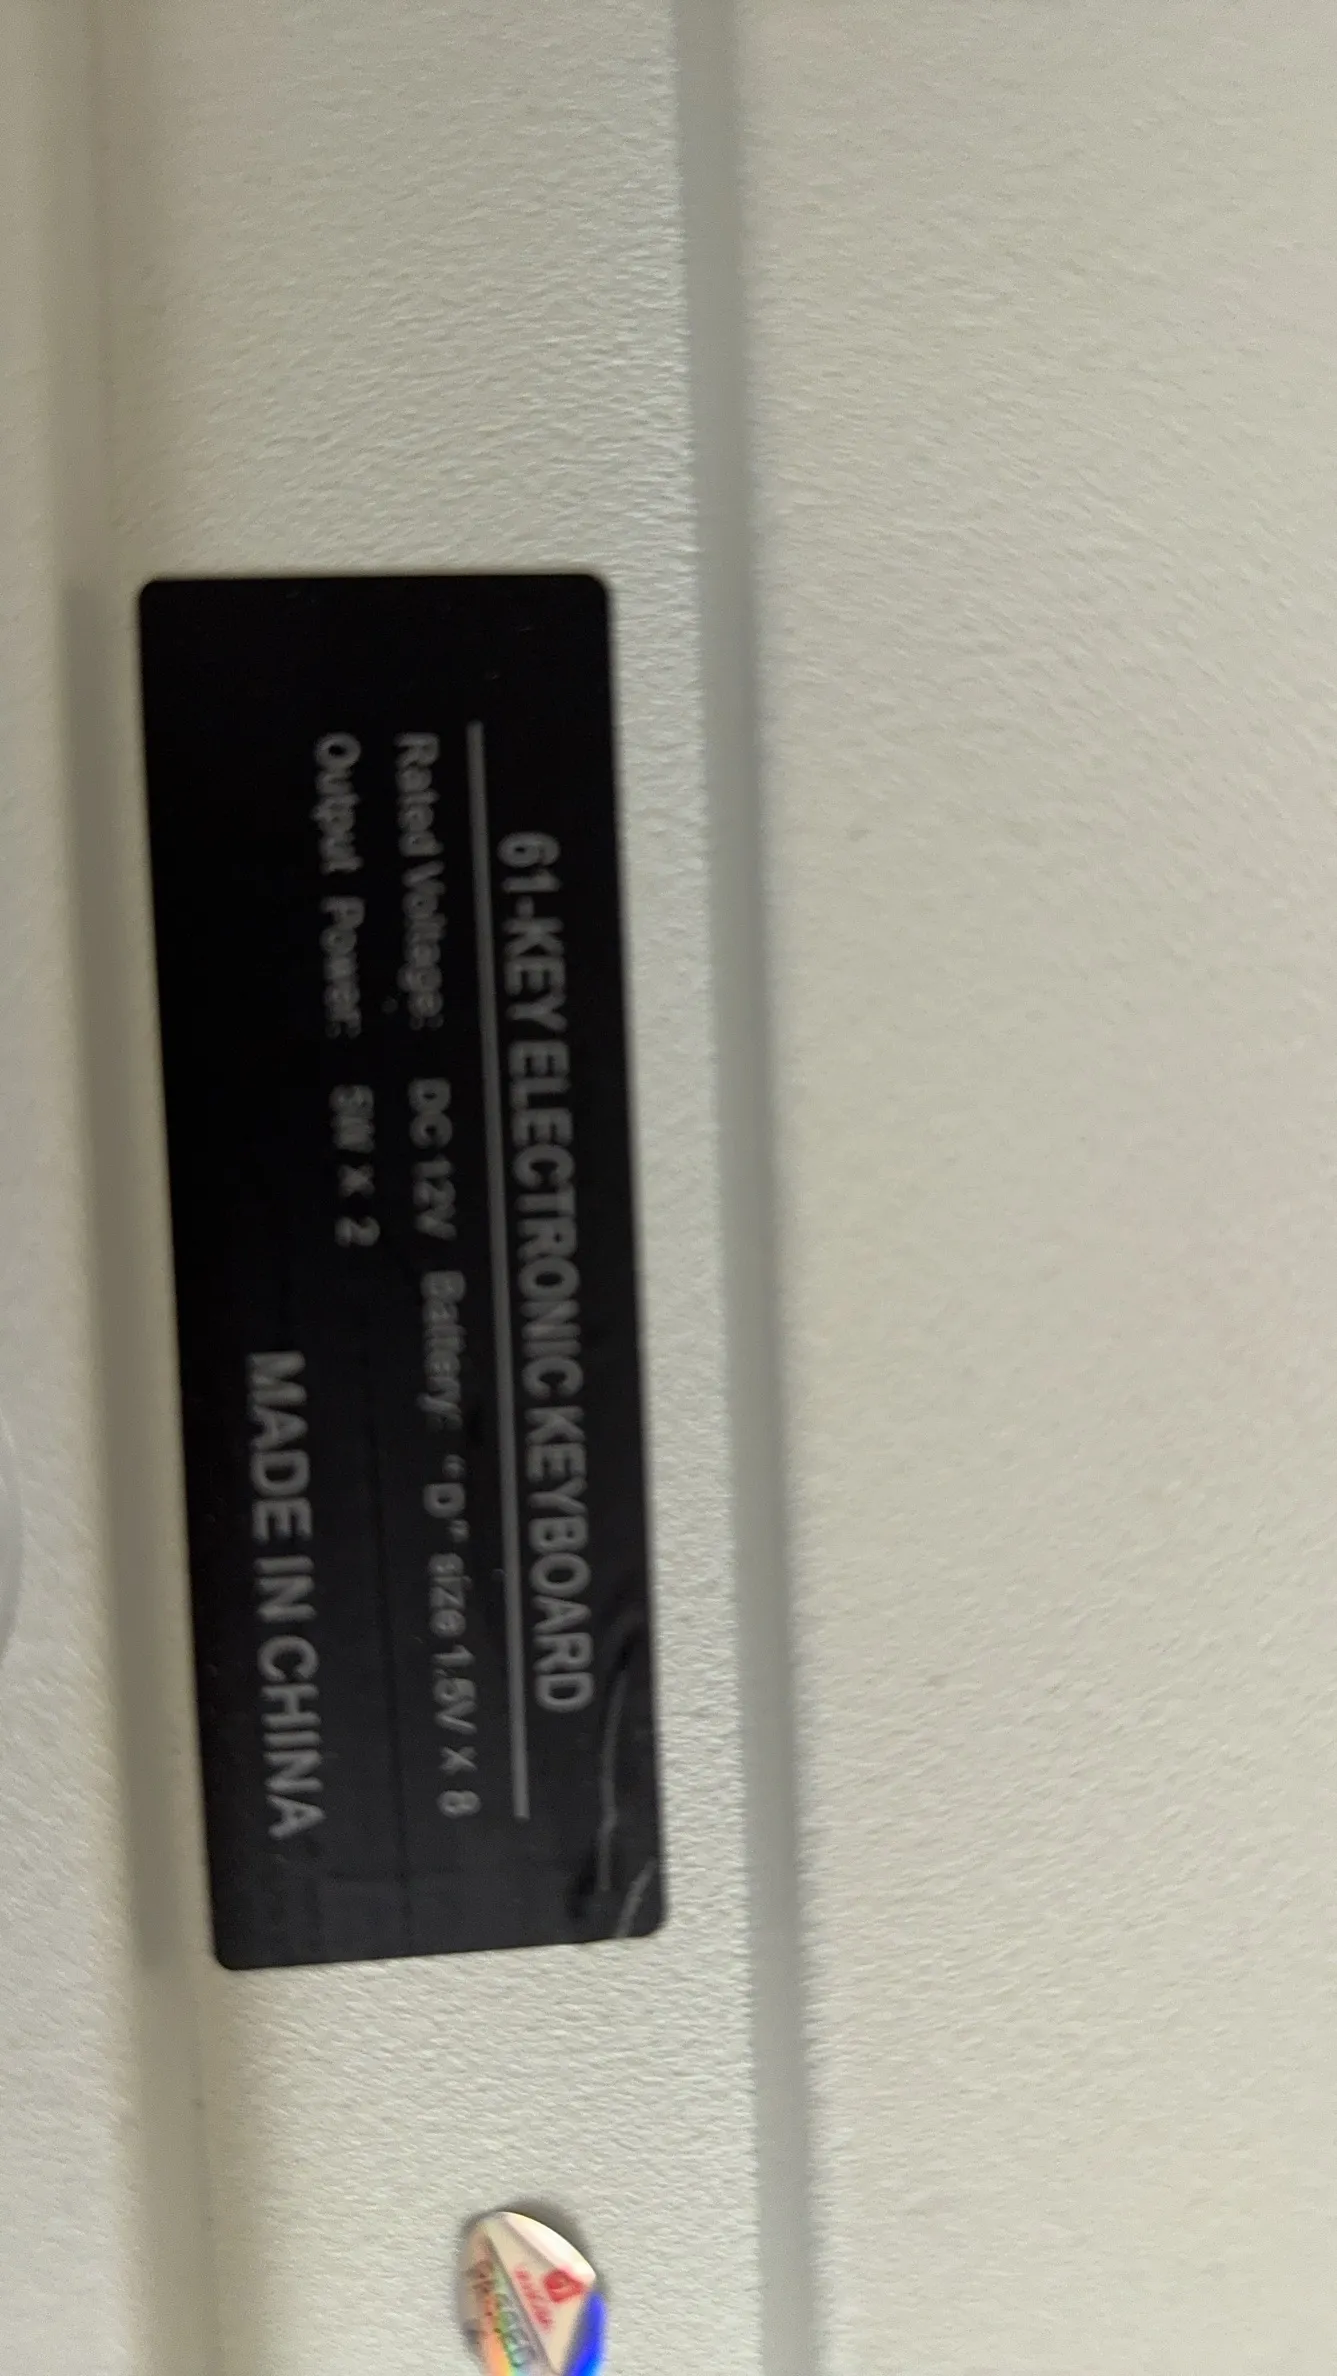 61-KEY ELECTRONIC KEYBOARD
Rated Voltage: DC 12V Battery: "D" size 1.5V X 8
Output Power: 5W X 2
MADE IN CHINA
PASSED